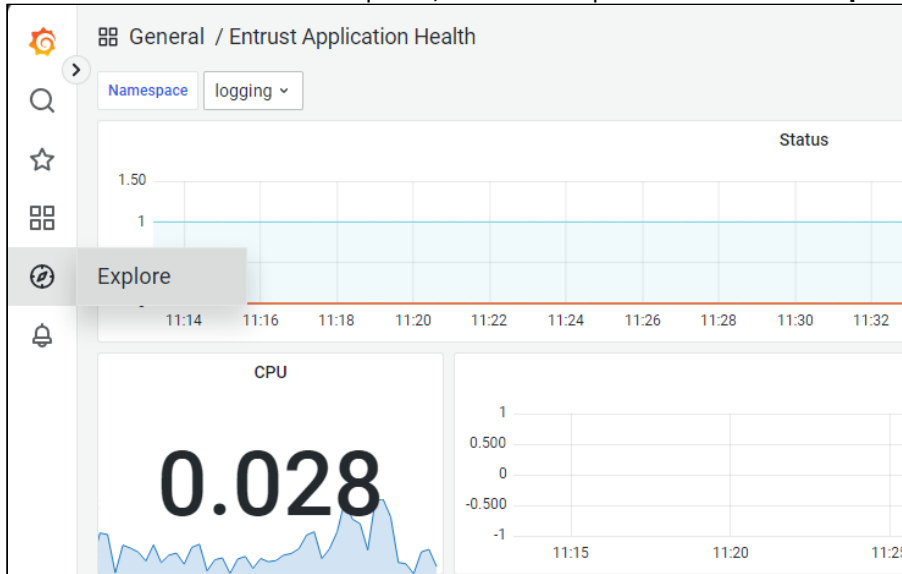 General / Entrust Application Health
Namespace logging
Status
1.50
1
Explore
11:14 11:16 11:18 11:20 11:22 11:24 11:26 11:28 11:30 11:32
CPU
0.028
1
0.500
0
-0.500
-1
11:15 11:20 11:25